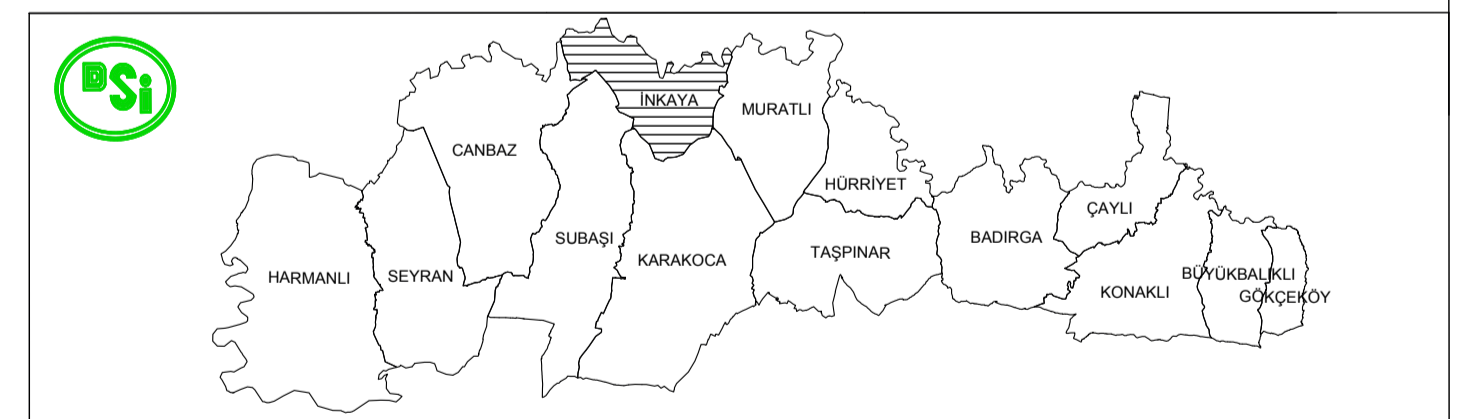 DSİ
İNKAYA
MURATLI
CANBAZ
HÜRRİYET
ÇAYLI
SUBAŞI
BADIRGA
TAŞPINAR
KARAKOCA
HARMANLI
SEYRAN
BÜYÜKBALIKLI
KONAKLI
GÖKÇEKÖY